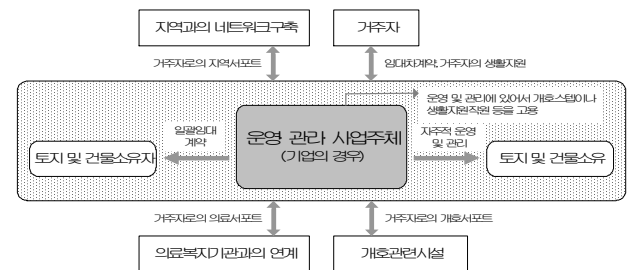 지역과의 네트워크구축
거주자
거주자로의 지역서포트
임대차계약, 거주자의 생활지원
운영 및 관리에 있어서 개호스텝이나
생활지원직원 등을 고용
일괄임대
계약
운영 관라 사업주체
(기업의 경우)
자주적 운영
및 관리
토지 및 건물소유자
토지 및 건물소유
거주자로의 의료서포트
거주자로의 개호서포트
의료복지기관과의 연계
개호관련시설